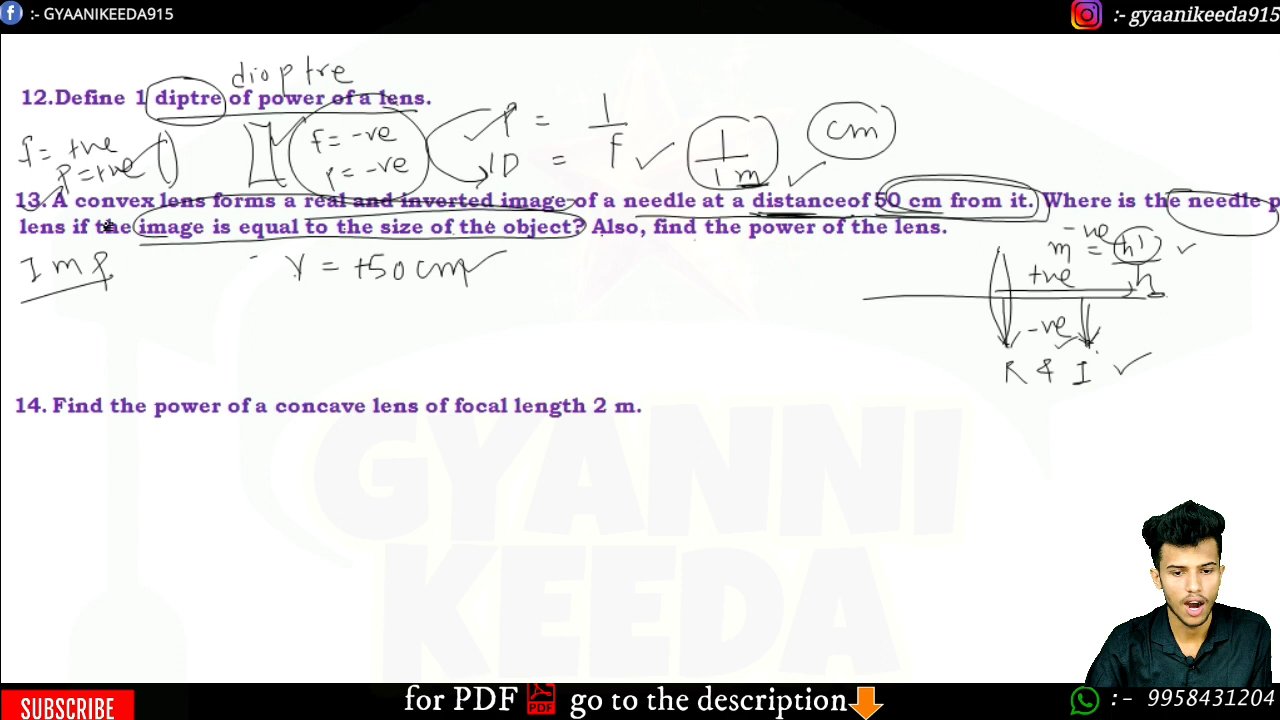 :- GYAANIKEEDA915
:- gyaanikeeda915
dioptre
12.Define 1 diptre of power of a lens.
f = +ve
P = +ve
f = -ve
P = -ve
P = 1/f
1D = 1/1m
cm
13. A convex lens forms a real and inverted image of a needle at a distanceof 50 cm from it. Where is the needle p
lens if the image is equal to the size of the object? Also, find the power of the lens.
Imp
v = +50 cm
-ve
m = h'/h
+ve
-ve
R & I
14. Find the power of a concave lens of focal length 2 m.
GYANNI
KEEDA
SUBSCRIBE
for PDF PDF go to the description
:- 9958431204